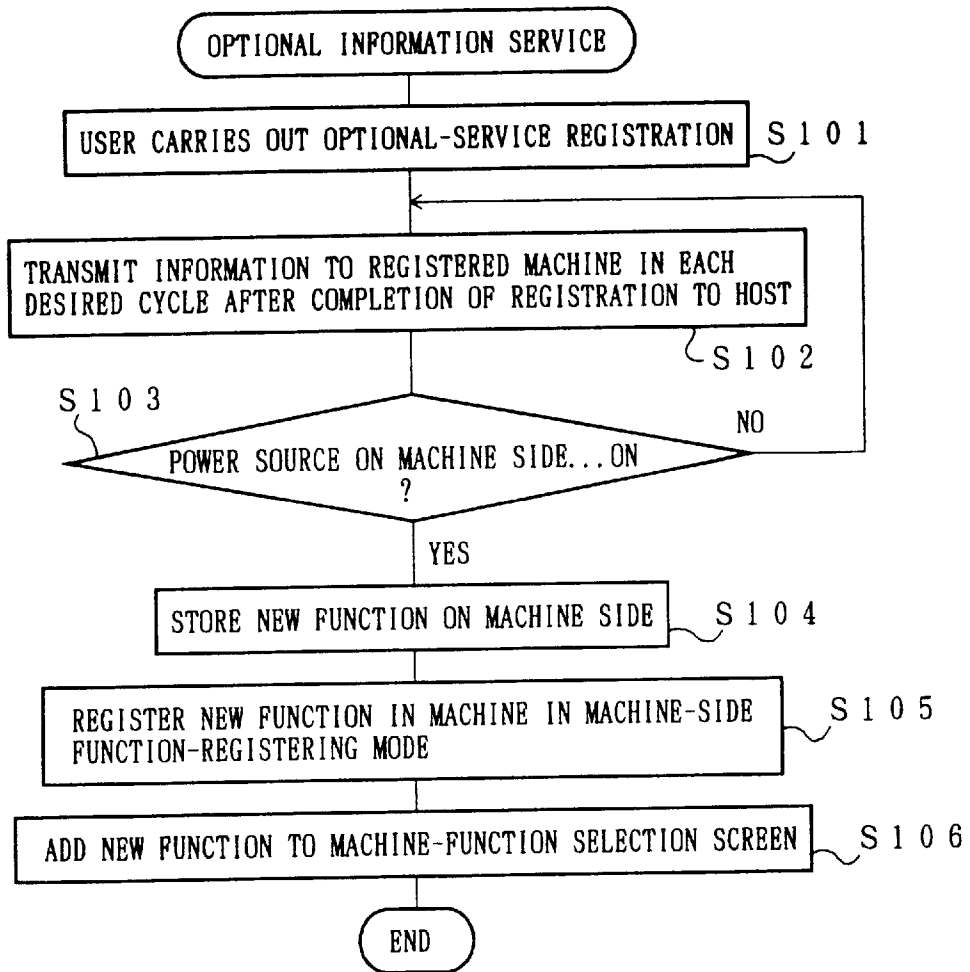 OPTIONAL INFORMATION SERVICE
USER CARRIES OUT OPTIONAL-SERVICE REGISTRATION
S101
TRANSMIT INFORMATION TO REGISTERED MACHINE IN EACH
DESIRED CYCLE AFTER COMPLETION OF REGISTRATION TO HOST
S102
S103
NO
POWER SOURCE ON MACHINE SIDE...ON
?
YES
STORE NEW FUNCTION ON MACHINE SIDE
S104
REGISTER NEW FUNCTION IN MACHINE IN MACHINE-SIDE
FUNCTION-REGISTERING MODE
S105
ADD NEW FUNCTION TO MACHINE-FUNCTION SELECTION SCREEN
S106
END